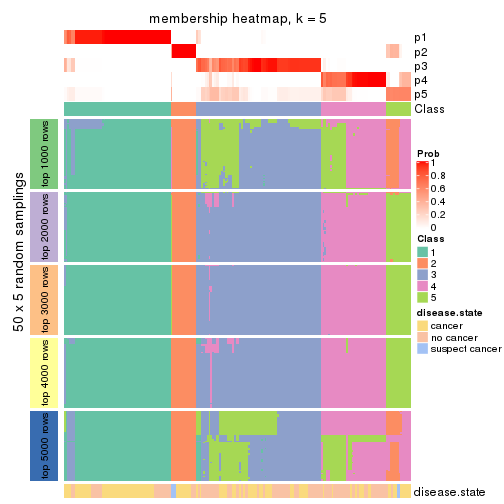 membership heatmap, k = 5
p1
p2
p3
p4
p5
Class
50 x 5 random samplings
top 1000 rows
top 2000 rows
top 3000 rows
top 4000 rows
top 5000 rows
disease.state
Prob
1
0.8
0.6
0.4
0.2
0
Class
1
2
3
4
5
disease.state
cancer
no cancer
suspect cancer